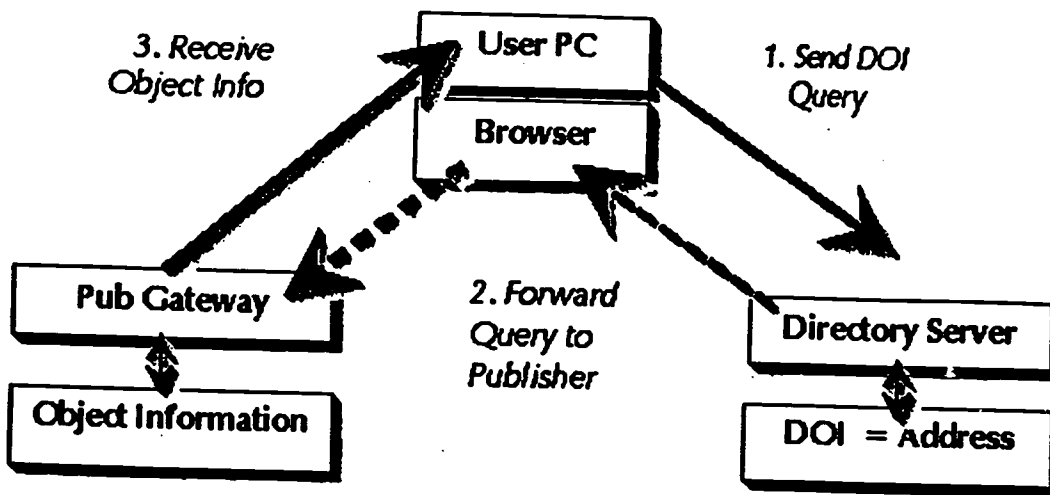 3. Receive
Object Info
User PC
1. Send DOI
Query
Browser
Pub Gateway
2. Forward
Query to
Publisher
Directory Server
Object Information
DOI = Address